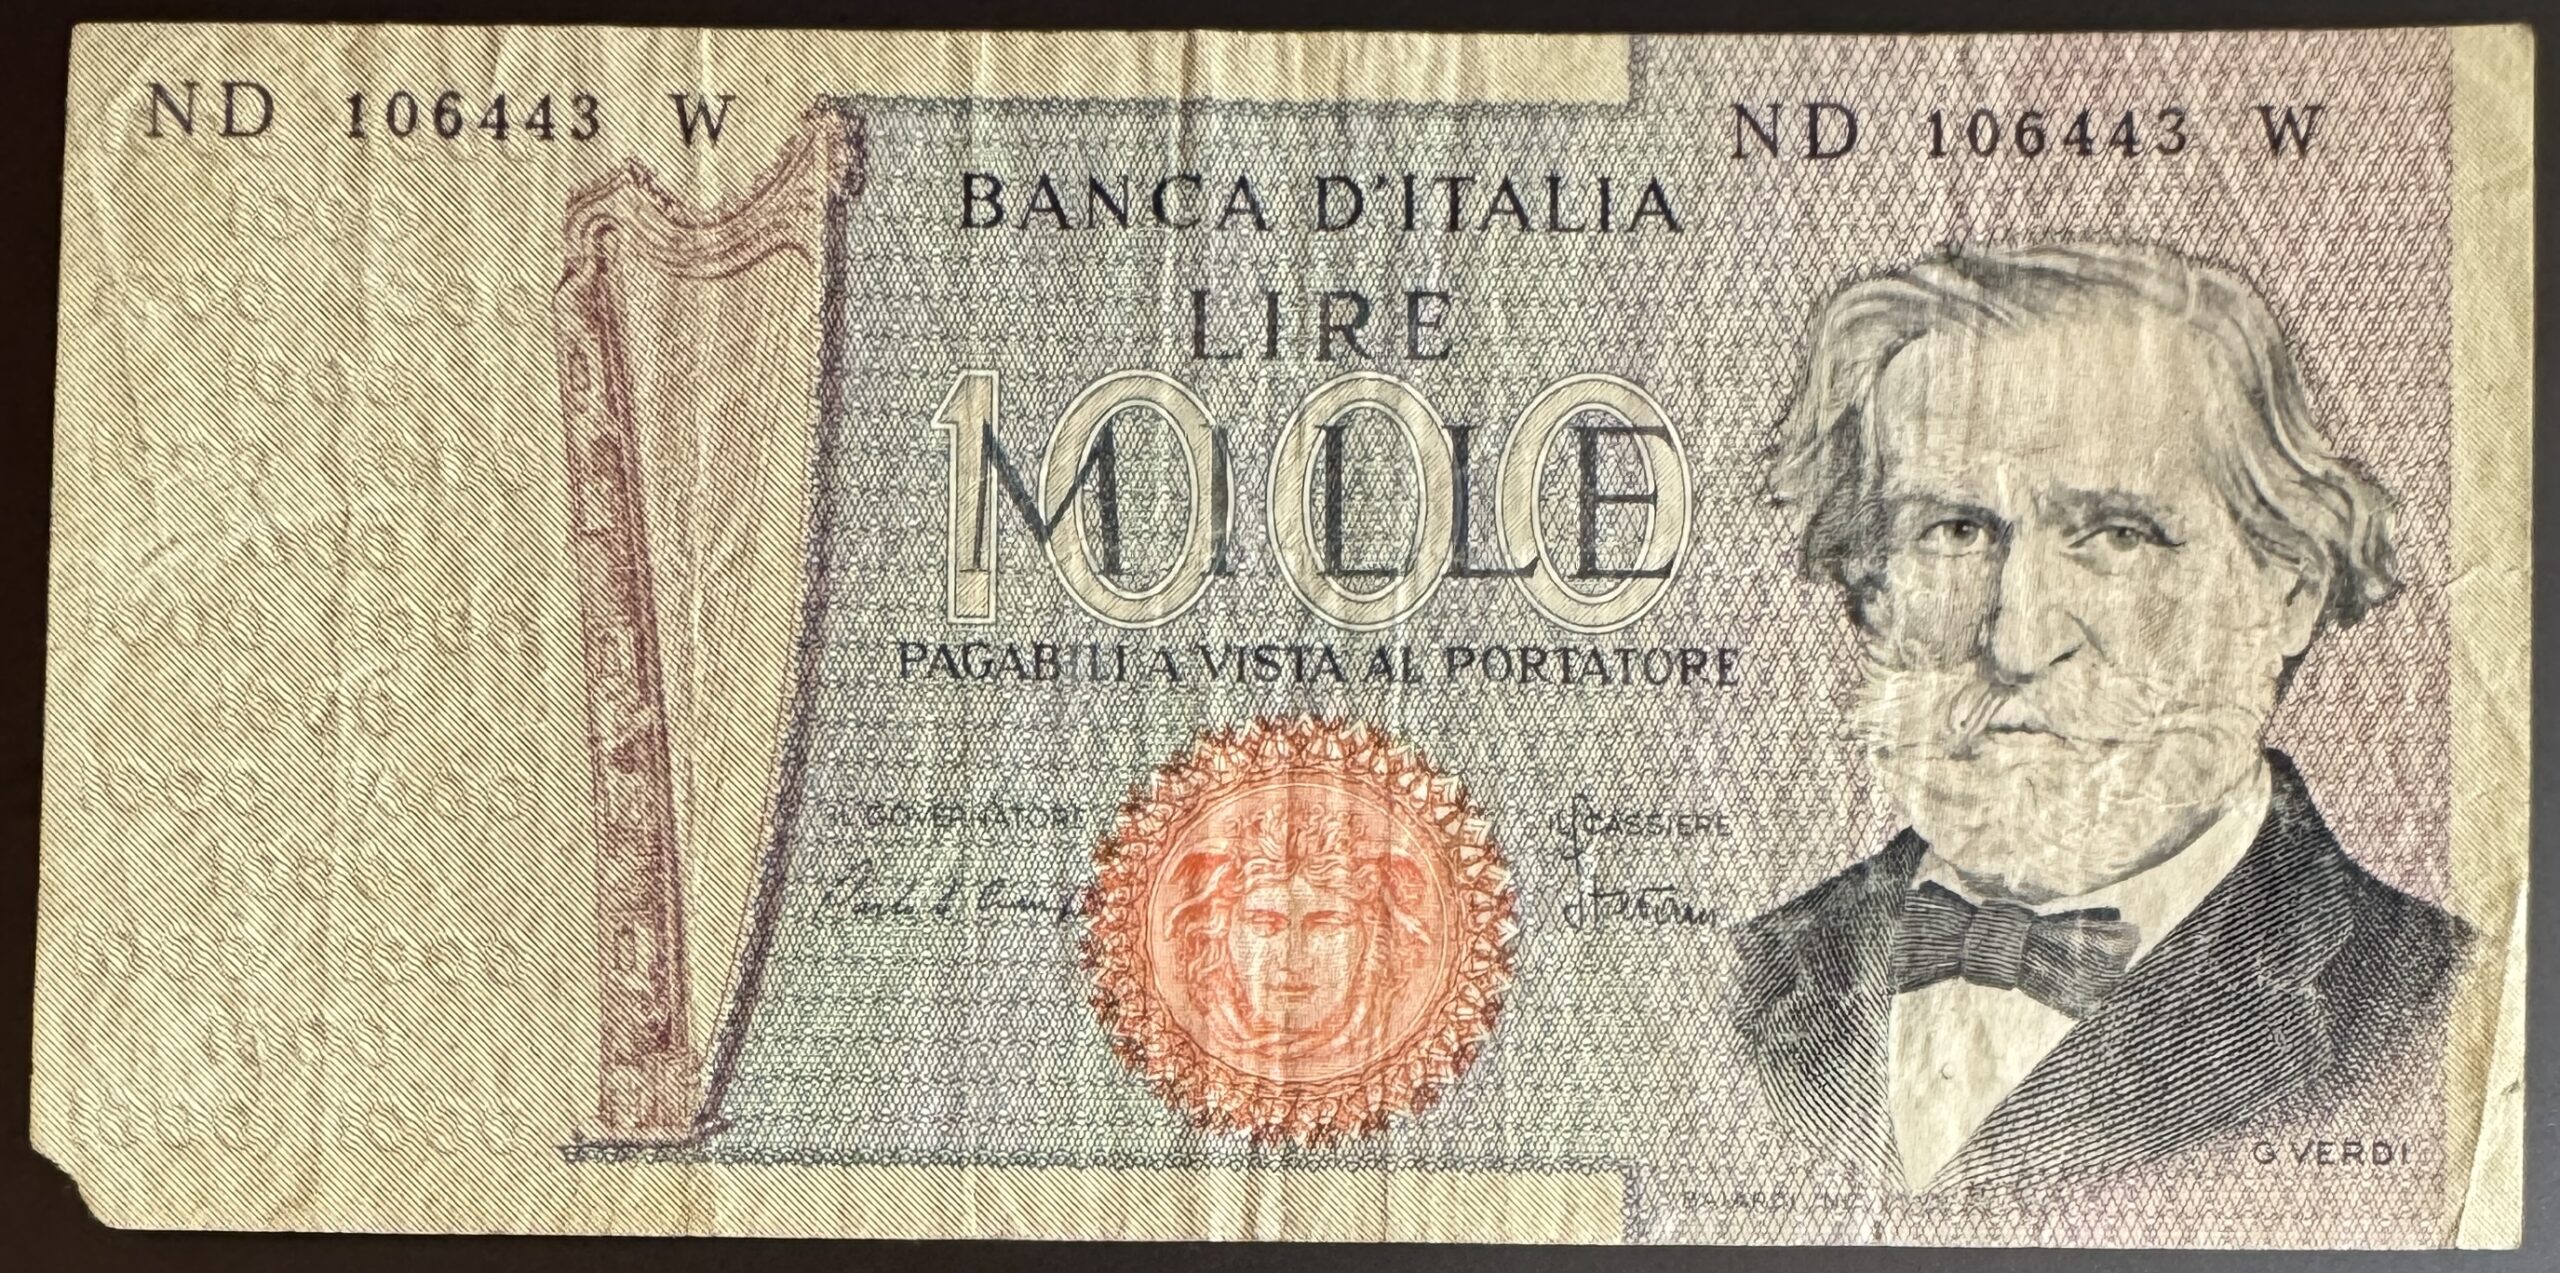 ND 106443 W
ND 106443 W
BANCA D'ITALIA
LIRE
1000
MILLE
PAGABILI A VISTA AL PORTATORE
IL GOVERNATORE
IL CASSIERE
G. VERDI